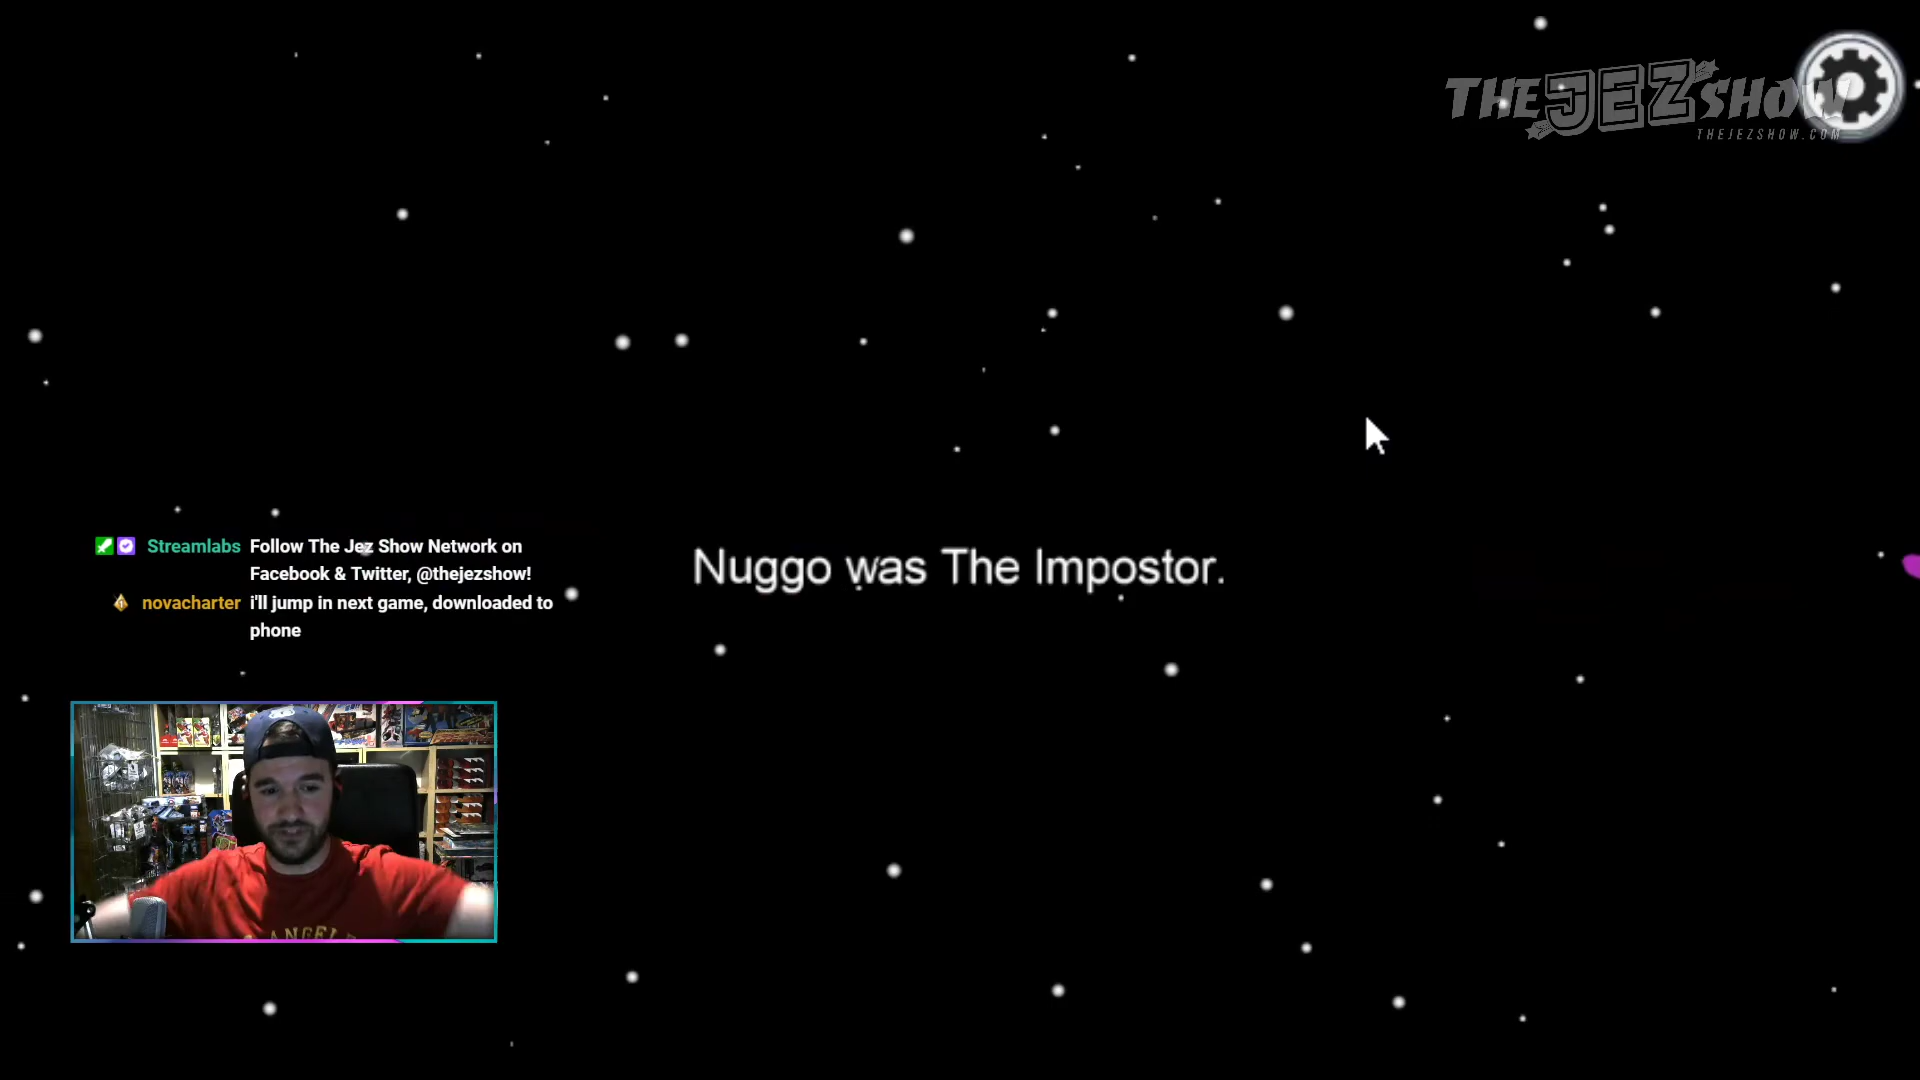 THE JEZ SHOW
THEJEZSHOW.COM
Nuggo was The Impostor.
Streamlabs Follow The Jez Show Network on
Facebook & Twitter, @thejezshow!
novacharter i'll jump in next game, downloaded to
phone